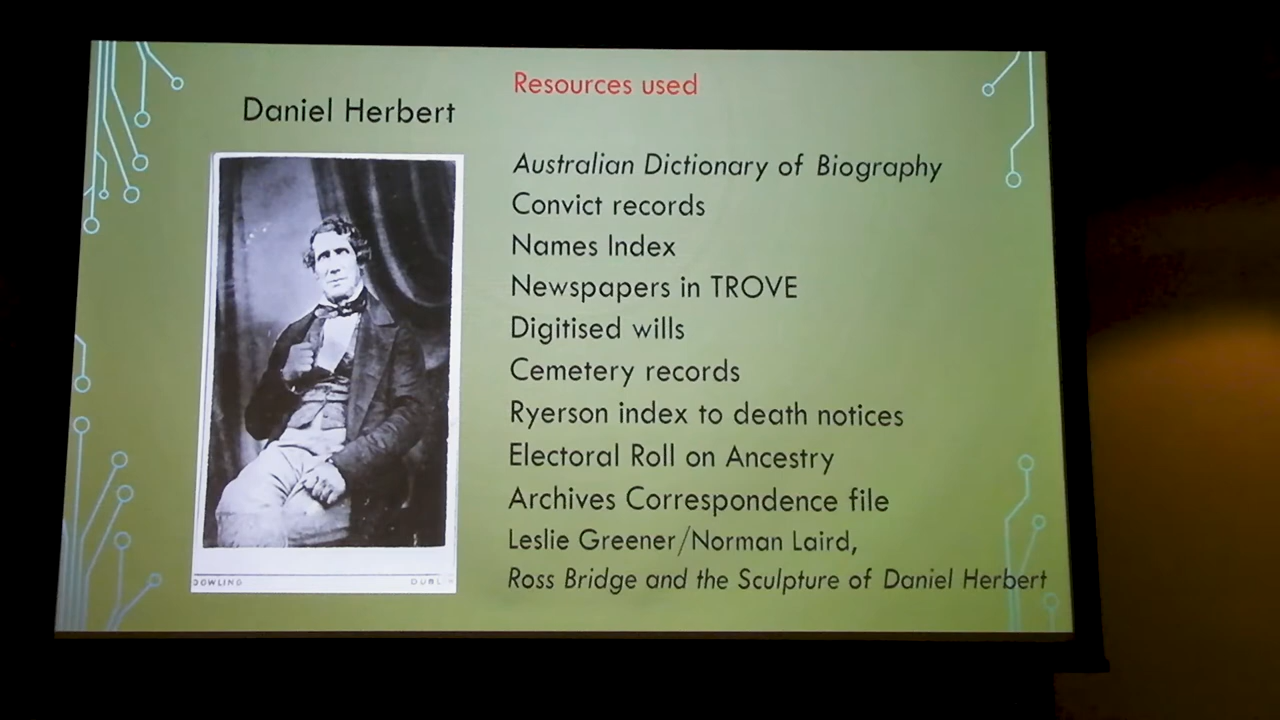 Resources used
Daniel Herbert
Australian Dictionary of Biography
Convict records
Names Index
Newspapers in TROVE
Digitised wills
Cemetery records
Ryerson index to death notices
Electoral Roll on Ancestry
Archives Correspondence file
Leslie Greener/Norman Laird,
Ross Bridge and the Sculpture of Daniel Herbert
DOWLING